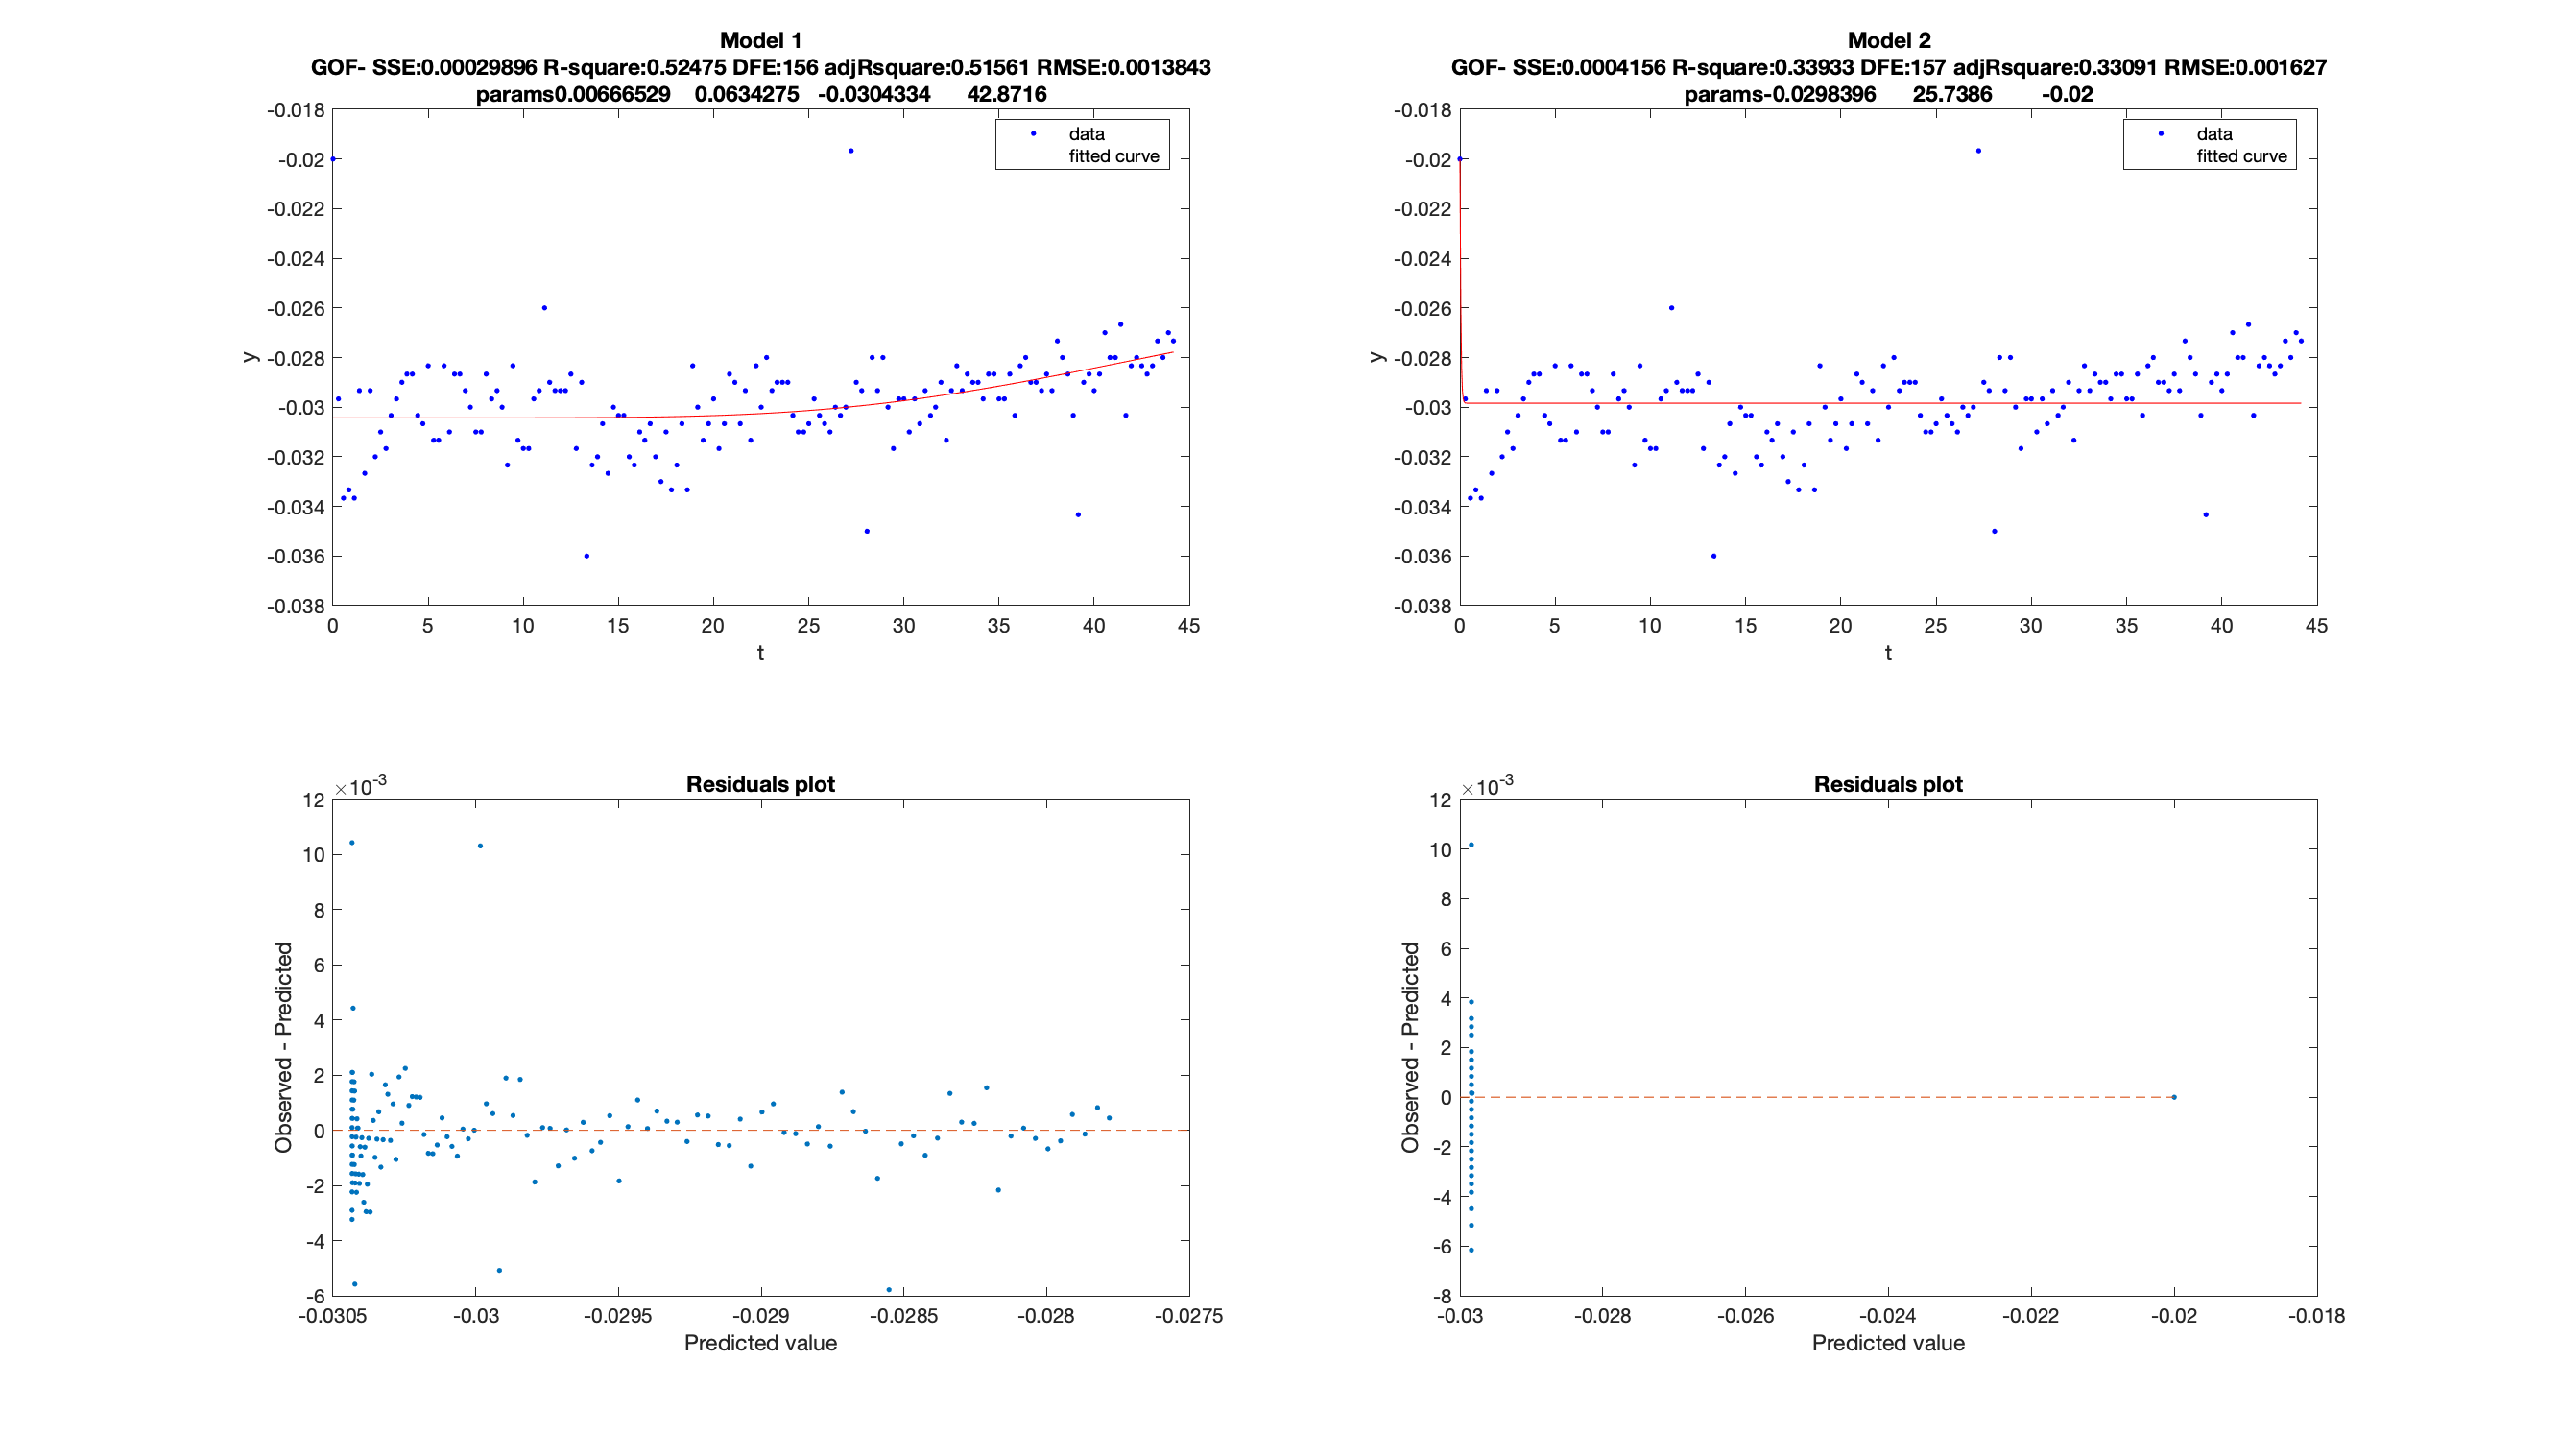 Model 1
GOF- SSE:0.00029896 R-square:0.52475 DFE:156 adjRsquare:0.51561 RMSE:0.0013843
params0.00666529 0.0634275 -0.0304334 42.8716
-0.018
-0.02
-0.022
-0.024
-0.026
-0.028
-0.03
-0.032
-0.034
-0.036
-0.038
y
data
fitted curve
0 5 10 15 20 25 30 35 40 45
t
Model 2
GOF- SSE:0.0004156 R-square:0.33933 DFE:157 adjRsquare:0.33091 RMSE:0.001627
params-0.0298396 25.7386 -0.02
-0.018
-0.02
-0.022
-0.024
-0.026
-0.028
-0.03
-0.032
-0.034
-0.036
-0.038
y
data
fitted curve
0 5 10 15 20 25 30 35 40 45
t
Residuals plot
×10-3
12
10
8
6
4
2
0
-2
-4
-6
Observed - Predicted
-0.0305 -0.03 -0.0295 -0.029 -0.0285 -0.028 -0.0275
Predicted value
Residuals plot
×10-3
12
10
8
6
4
2
0
-2
-4
-6
-8
Observed - Predicted
-0.03 -0.028 -0.026 -0.024 -0.022 -0.02 -0.018
Predicted value